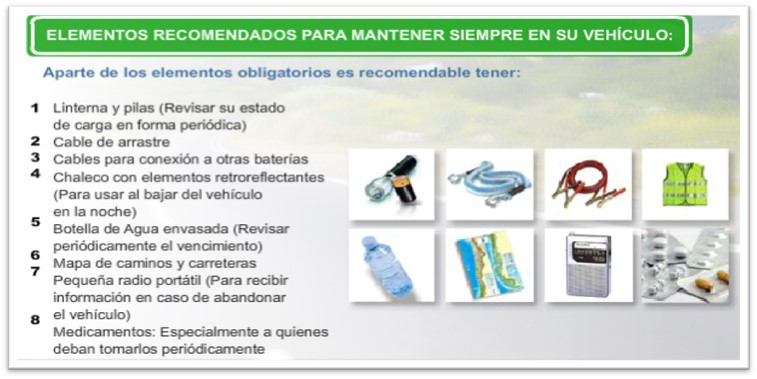 ELEMENTOS RECOMENDADOS PARA MANTENER SIEMPRE EN SU VEHÍCULO:
Aparte de los elementos obligatorios es recomendable tener:
1 Linterna y pilas (Revisar su estado
de carga en forma periódica)
2 Cable de arrastre
3 Cables para conexión a otras baterías
4 Chaleco con elementos retroreflectantes
(Para usar al bajar del vehículo
en la noche)
5 Botella de Agua envasada (Revisar
periódicamente el vencimiento)
6 Mapa de caminos y carreteras
7 Pequeña radio portátil (Para recibir
información en caso de abandonar
el vehículo)
8 Medicamentos: Especialmente a quienes
deban tomarlos periódicamente